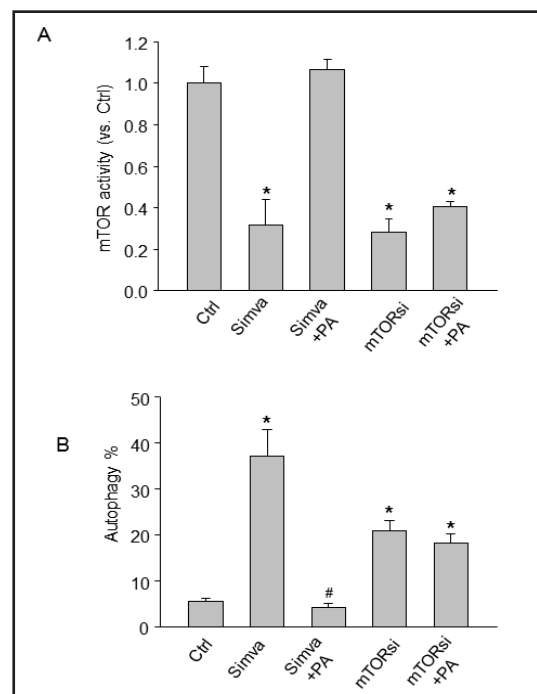 A
mTOR activity (vs. Ctrl)
1.2
1.0
0.8
0.6
0.4
0.2
0.0
*
*
*
Ctrl
Simva
Simva
+PA
mTORsi
mTORsi
+PA
B
Autophagy %
50
40
30
20
10
0
*
#
*
*
Ctrl
Simva
Simva
+PA
mTORsi
mTORsi
+PA